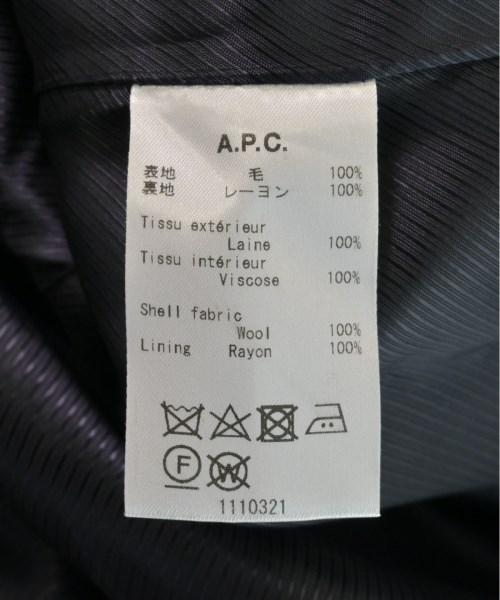 A.P.C.
表地 毛 100%
裏地 レーヨン 100%
Tissu extérieur
Laine 100%
Tissu intérieur
Viscose 100%
Shell fabric
Wool 100%
Lining Rayon 100%
F W
1110321